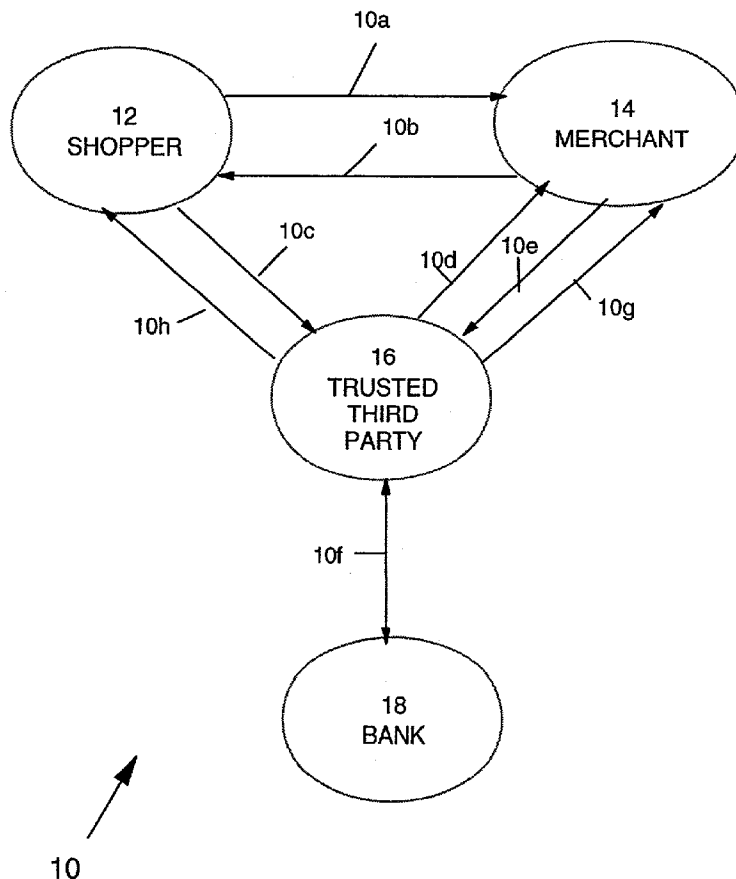 10a
12
SHOPPER
14
MERCHANT
10b
10c
10d
10e
10g
10h
16
TRUSTED
THIRD
PARTY
10f
18
BANK
10